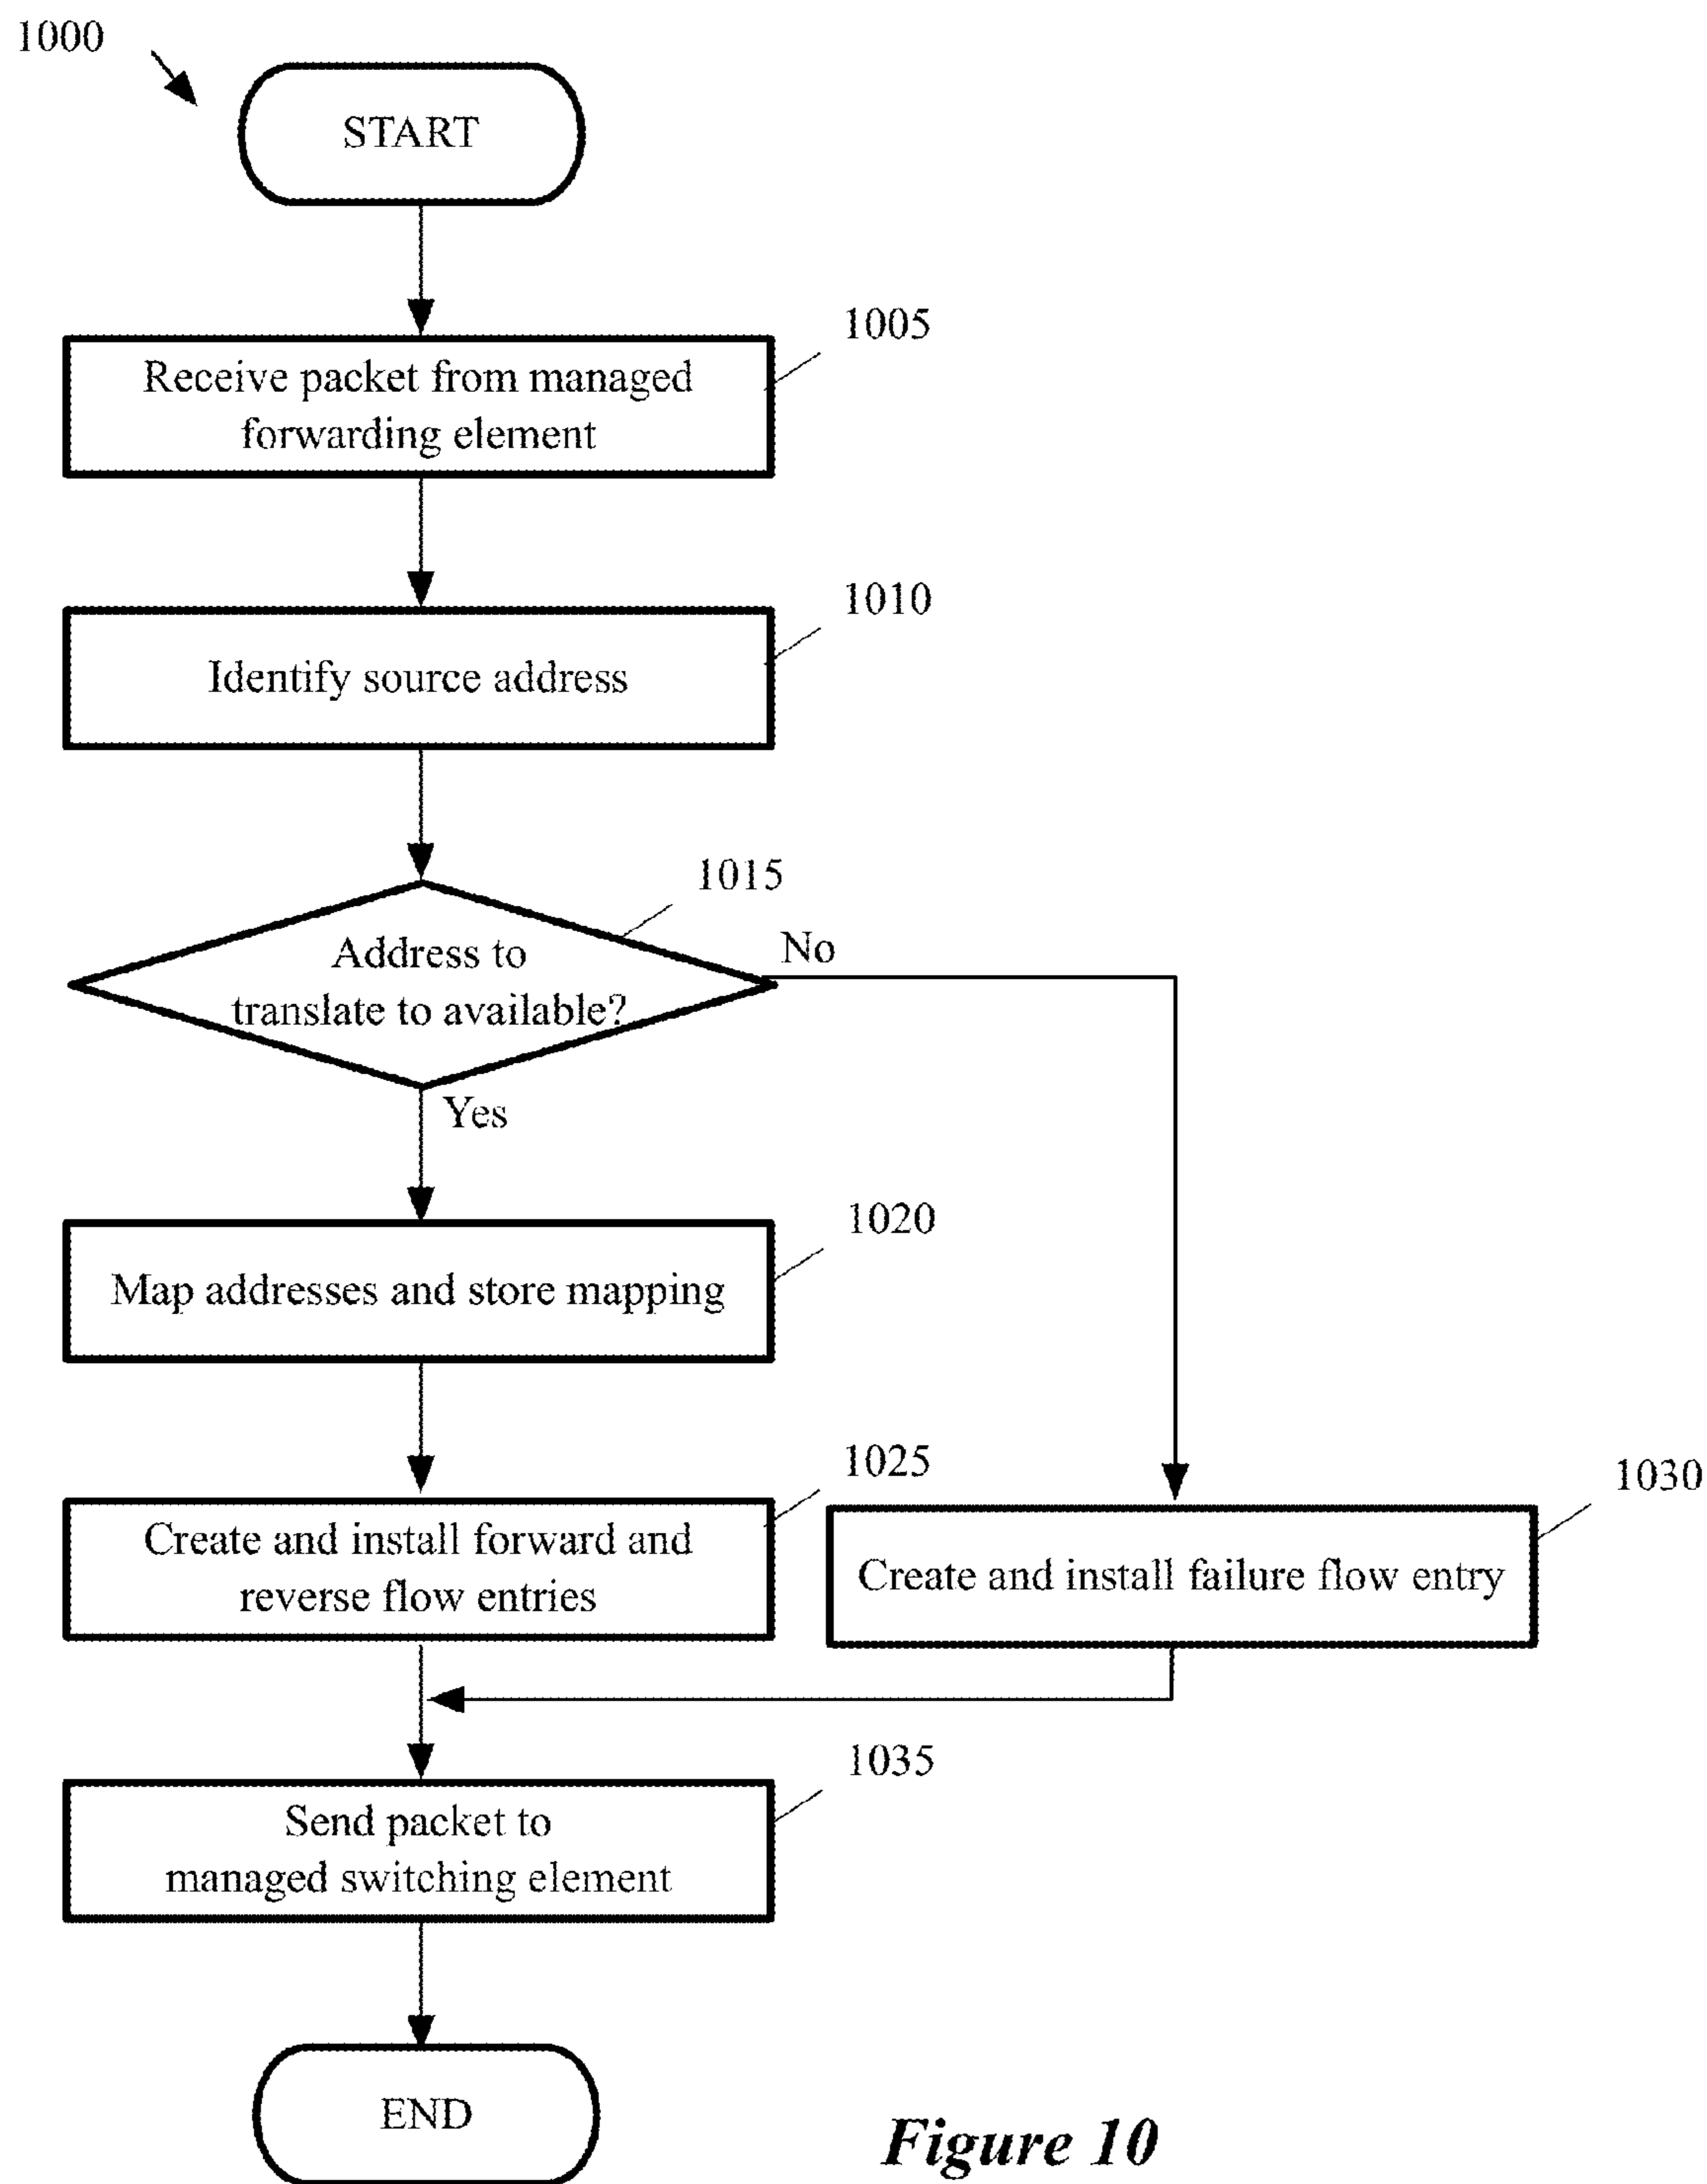 1000
START
1005
Receive packet from managed
forwarding element
1010
Identify source address
1015
Address to
translate to available?
No
Yes
1020
Map addresses and store mapping
1025
Create and install forward and
reverse flow entries
1030
Create and install failure flow entry
1035
Send packet to
managed switching element
END
Figure 10